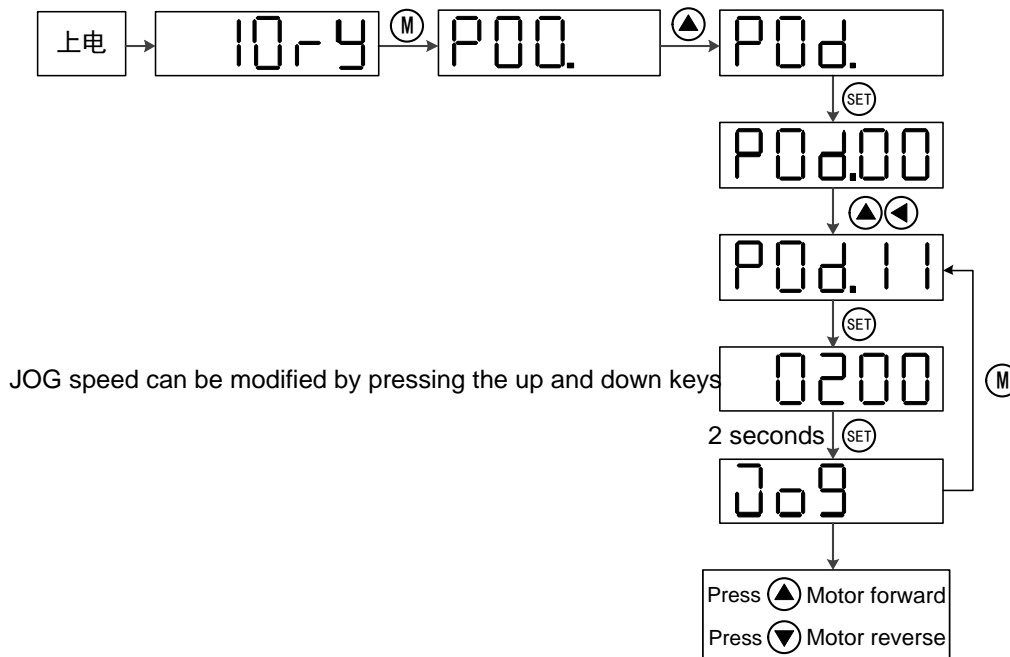 上电
10ry
M
P00.
P0d.
SET
P0d.00
P0d.11
SET
JOG speed can be modified by pressing the up and down keys
0200
M
2 seconds
SET
Jog
Press Motor forward
Press Motor reverse